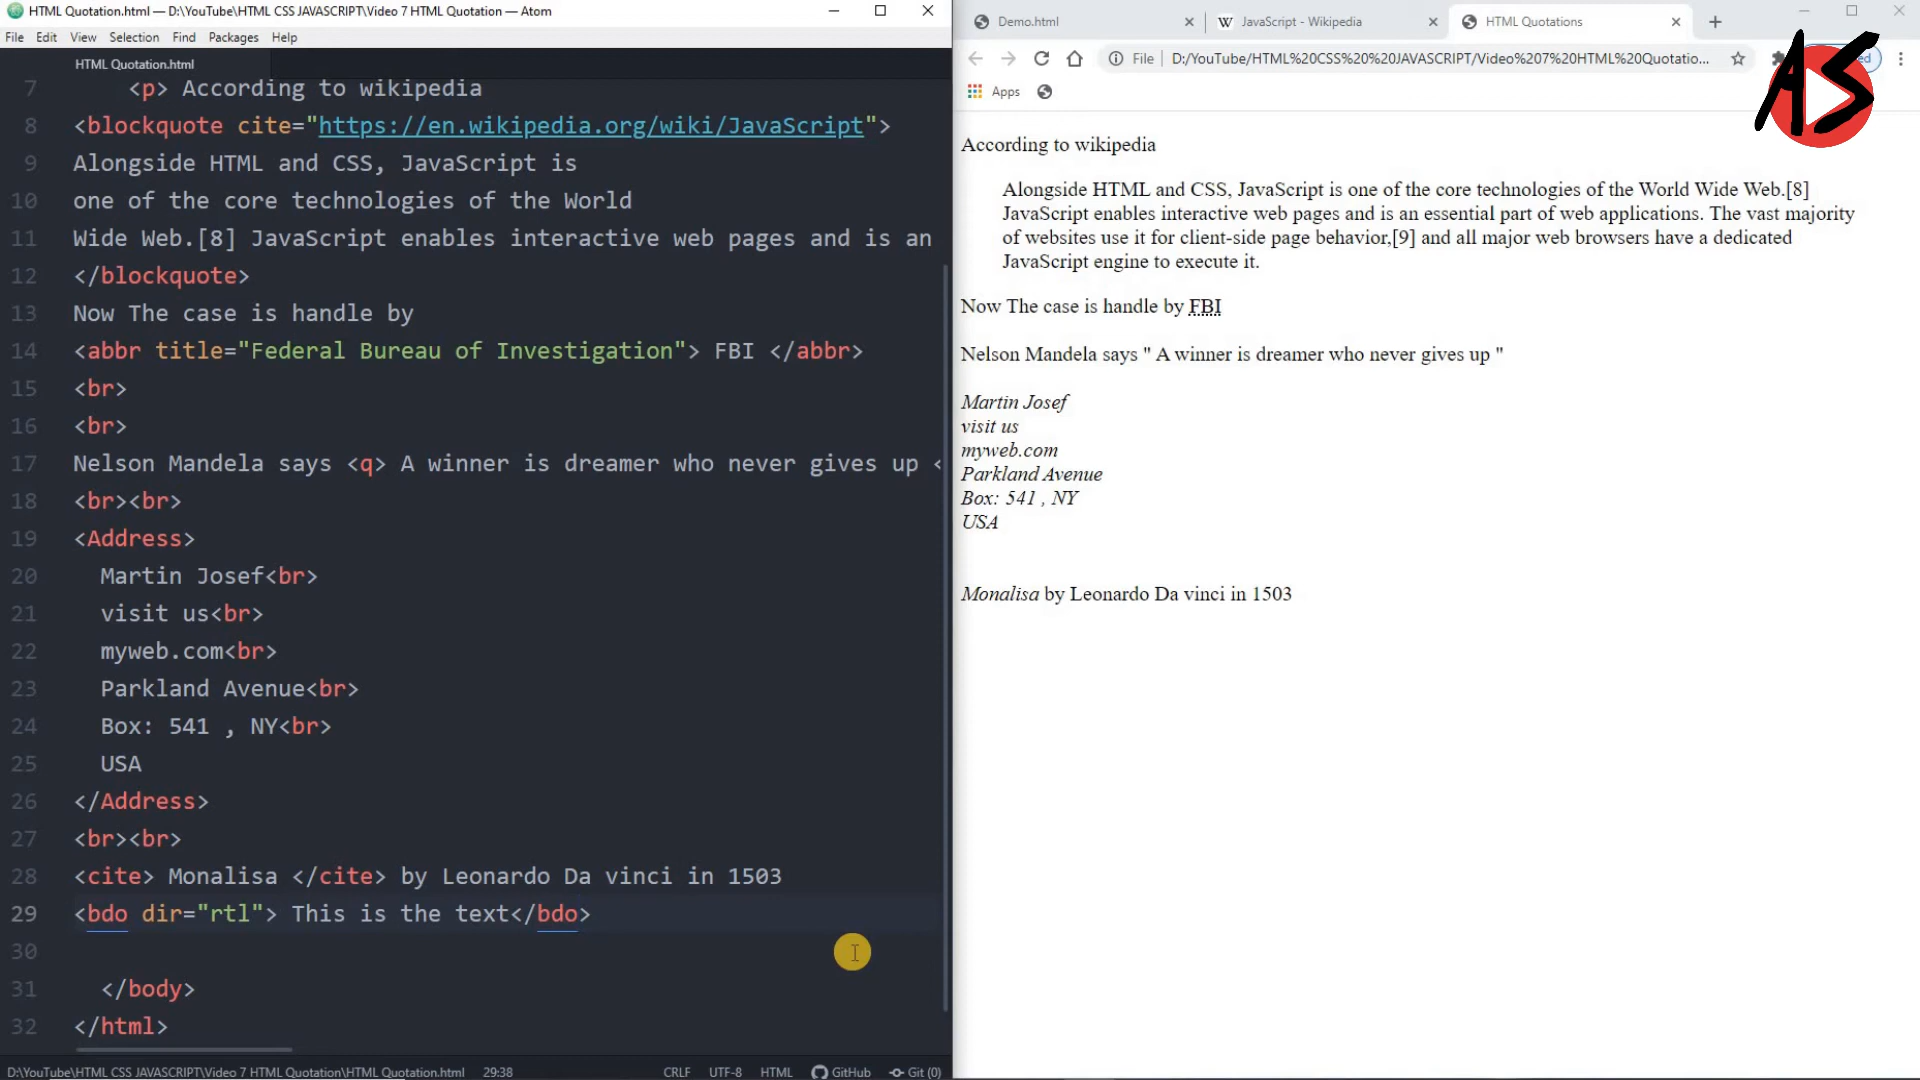 HTML Quotation.html — D:\YouTube\HTML CSS JAVASCRIPT\Video 7 HTML Quotation — Atom
File Edit View Selection Find Packages Help
HTML Quotation.html
7 <p> According to wikipedia
8 <blockquote cite="https://en.wikipedia.org/wiki/JavaScript">
9 Alongside HTML and CSS, JavaScript is
10 one of the core technologies of the World
11 Wide Web.[8] JavaScript enables interactive web pages and is an
12 </blockquote>
13 Now The case is handle by
14 <abbr title="Federal Bureau of Investigation"> FBI </abbr>
15 <br>
16 <br>
17 Nelson Mandela says <q> A winner is dreamer who never gives up <
18 <br><br>
19 <Address>
20 Martin Josef<br>
21 visit us<br>
22 myweb.com<br>
23 Parkland Avenue<br>
24 Box: 541 , NY<br>
25 USA
26 </Address>
27 <br><br>
28 <cite> Monalisa </cite> by Leonardo Da vinci in 1503
29 <bdo dir="rtl"> This is the text</bdo>
30
31 </body>
32 </html>
D:\YouTube\HTML CSS JAVASCRIPT\Video 7 HTML Quotation\HTML Quotation.html 29:38 CRLF UTF-8 HTML GitHub Git (0)
Demo.html JavaScript - Wikipedia HTML Quotations
File D:/YouTube/HTML%20CSS%20%20JAVASCRIPT/Video%207%20HTML%20Quotatio...
Apps
AS
According to wikipedia
Alongside HTML and CSS, JavaScript is one of the core technologies of the World Wide Web.[8]
JavaScript enables interactive web pages and is an essential part of web applications. The vast majority
of websites use it for client-side page behavior,[9] and all major web browsers have a dedicated
JavaScript engine to execute it.
Now The case is handle by FBI
Nelson Mandela says " A winner is dreamer who never gives up "
Martin Josef
visit us
myweb.com
Parkland Avenue
Box: 541 , NY
USA
Monalisa by Leonardo Da vinci in 1503